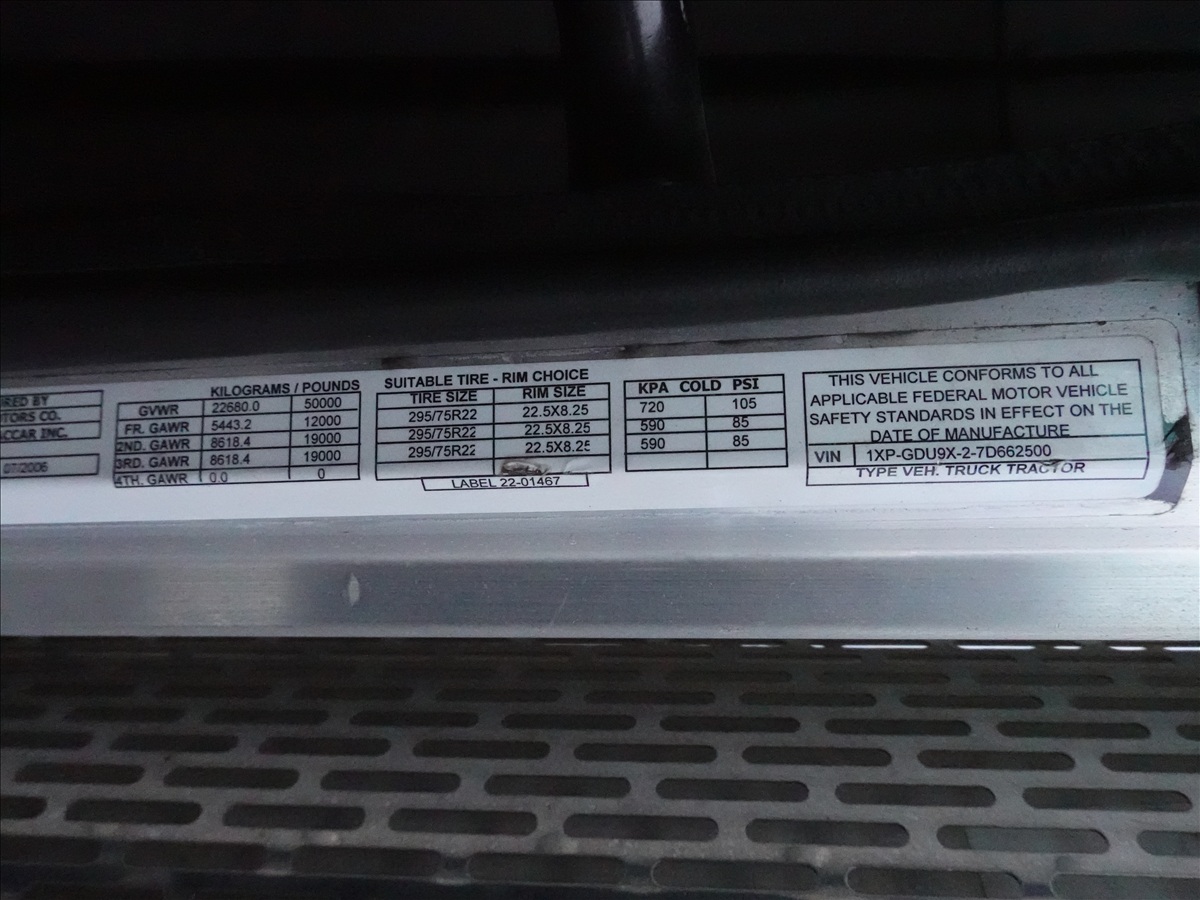 RED BY
TORS CO.
CCAR INC.
07/2006
KILOGRAMS / POUNDS
GVWR 22680.0 50000
FR. GAWR 5443.2 12000
2ND. GAWR 8618.4 19000
3RD. GAWR 8618.4 19000
4TH. GAWR 0.0 0
SUITABLE TIRE - RIM CHOICE
TIRE SIZE RIM SIZE
295/75R22 22.5X8.25
295/75R22 22.5X8.25
295/75R22 22.5X8.25
LABEL 22-01467
KPA COLD PSI
720 105
590 85
590 85
THIS VEHICLE CONFORMS TO ALL
APPLICABLE FEDERAL MOTOR VEHICLE
SAFETY STANDARDS IN EFFECT ON THE
DATE OF MANUFACTURE
VIN 1XP-GDU9X-2-7D662500
TYPE VEH. TRUCK TRACTOR